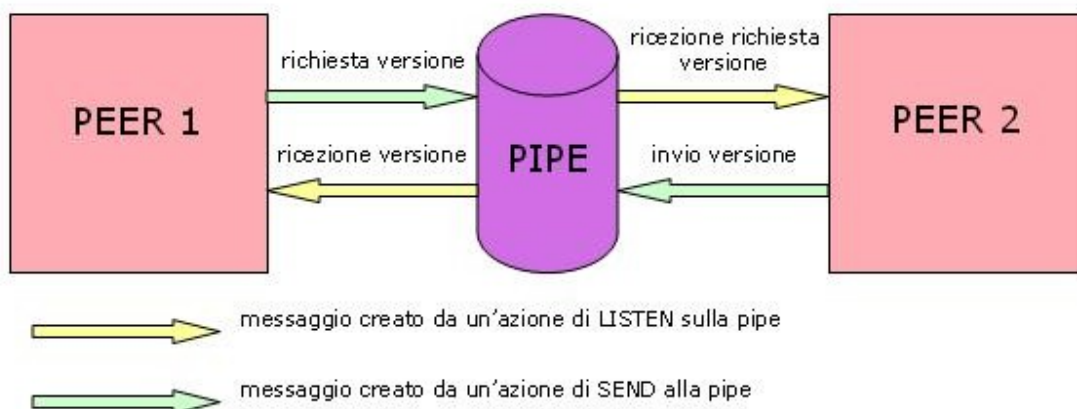 richiesta versione
ricezione richiesta
versione
PEER 1
PEER 2
ricezione versione
PIPE
invio versione
messaggio creato da un'azione di LISTEN sulla pipe
messaggio creato da un'azione di SEND alla pipe